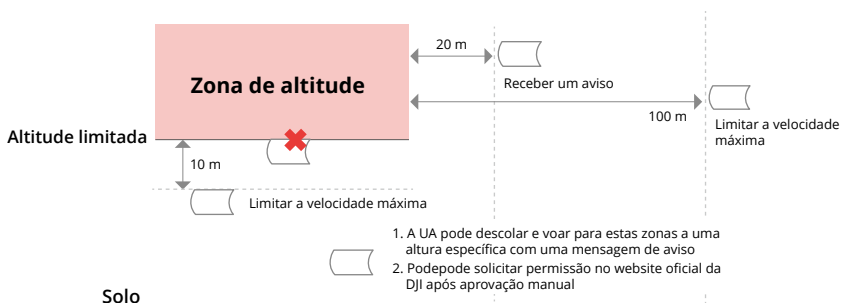 20 m
Zona de altitude
Receber um aviso
100 m
Limitar a velocidade
máxima
Altitude limitada
10 m
Limitar a velocidade máxima
1. A UA pode descolar e voar para estas zonas a uma
altura específica com uma mensagem de aviso
2. Podepode solicitar permissão no website oficial da
DJI após aprovação manual
Solo